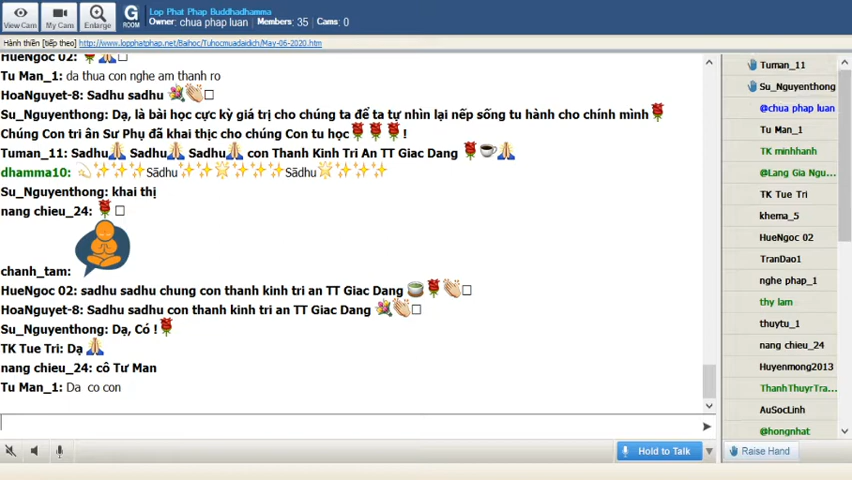 View Cam
My Cam
Enlarge
G
ROOM
Lop Phat Phap Buddhadhamma
Owner: chua phap luan Members: 35 Cams: 0
Hành thiền [tiếp theo] http://www.lopphatphap.net/Baihoc/Tuhocmuadaidich/May-06-2020.htm
HueNgoc 02: 🌹🙏
Tu Man_1: da thua con nghe am thanh ro
HoaNguyet-8: Sadhu sadhu 💐👏
Su_Nguyenthong: Dạ, là bài học cực kỳ giá trị cho chúng ta để ta tự nhìn lại nếp sống tu hành cho chính mình🌹
Chúng Con tri ân Sư Phụ đã khai thịc cho chúng Con tu học🌹🌹🌹!
Tuman_11: Sadhu🙏 Sadhu🙏 Sadhu🙏 con Thanh Kinh Tri An TT Giac Dang 🌹☕🙏
dhamma10: 💫✨✨✨Sādhu✨✨🌟✨✨🌟✨✨Sādhu✨🌟✨✨✨
Su_Nguyenthong: khai thị
nang chieu_24: 🌹
chanh_tam:
HueNgoc 02: sadhu sadhu chung con thanh kinh tri an TT Giac Dang 🍵🌹👏
HoaNguyet-8: Sadhu sadhu con thanh kinh tri an TT Giac Dang 💐👏
Su_Nguyenthong: Dạ, Có !🌹
TK Tue Tri: Dạ 🙏
nang chieu_24: cô Tư Man
Tu Man_1: Da co con
Hold to Talk
Tuman_11
Su_Nguyenthong
@chua phap luan
Tu Man_1
TK minhhanh
@Lang Gia Ngu...
TK Tue Tri
khema_5
HueNgoc 02
TranDao1
nghe phap_1
thy lam
thuytu_1
nang chieu_24
Huyenmong2013
ThanhThuyrTra...
AuSocLinh
@hongnhat
Raise Hand